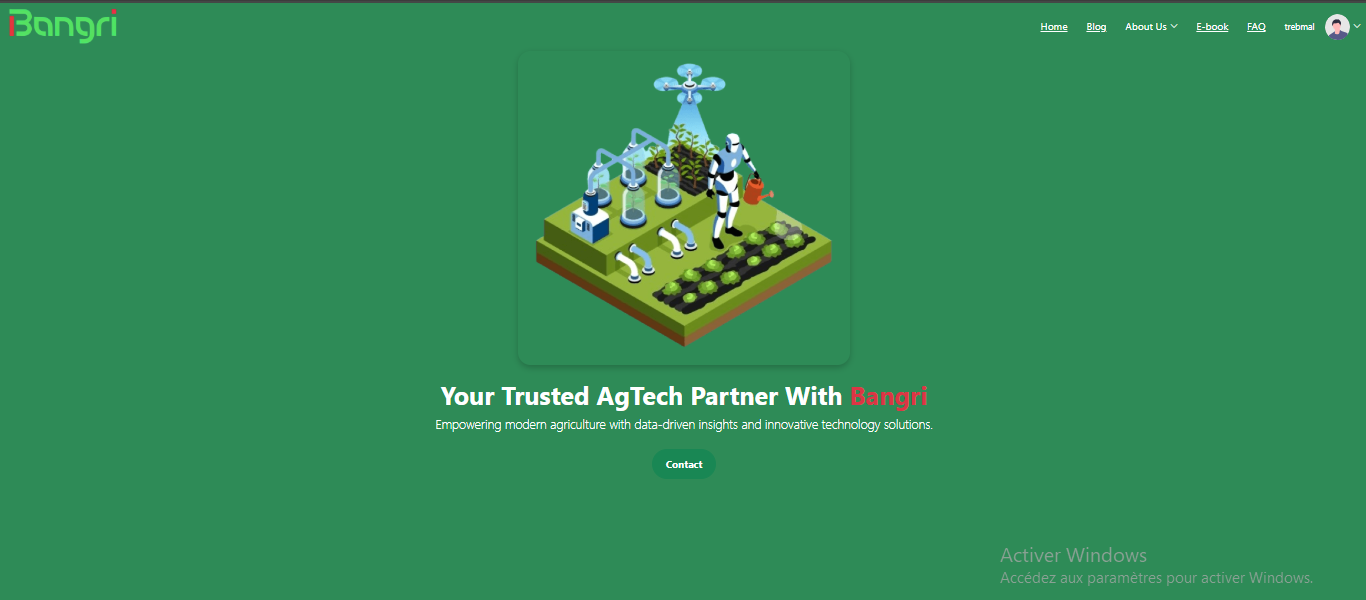 Bangri
Home Blog About Us E-book FAQ trebmal
Your Trusted AgTech Partner With Bangri
Empowering modern agriculture with data-driven insights and innovative technology solutions.
Contact
Activer Windows
Accédez aux paramètres pour activer Windows.